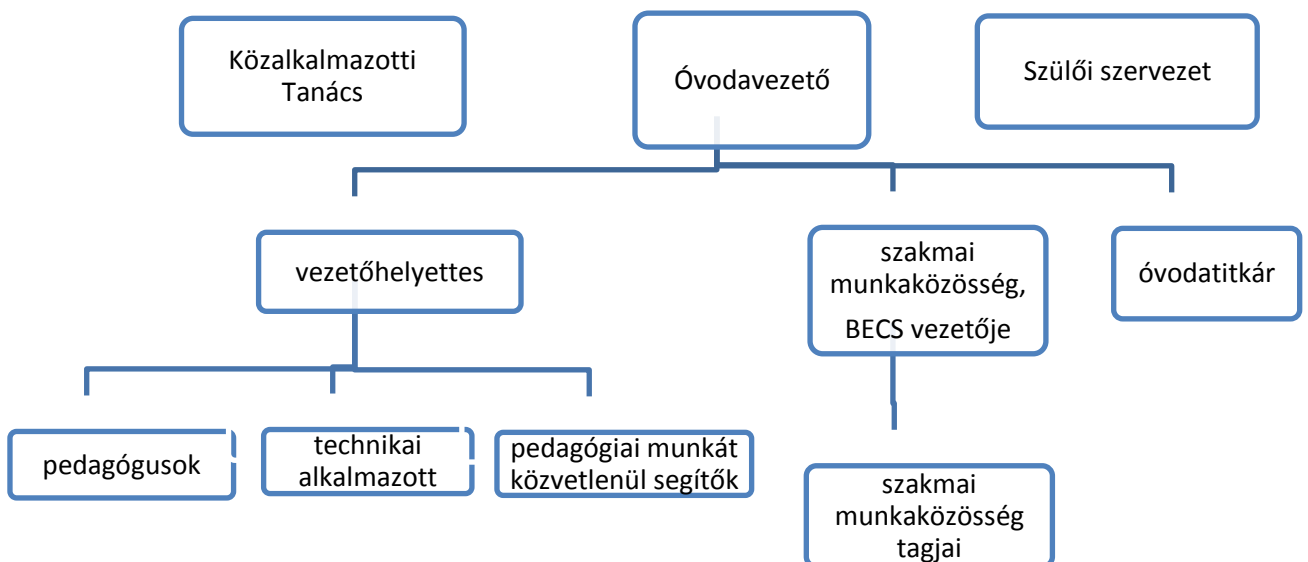 Közalkalmazotti
Tanács
Óvodavezető
Szülői szervezet
vezetőhelyettes
szakmai
munkaközösség,
BECS vezetője
óvodatitkár
pedagógusok
technikai
alkalmazott
pedagógiai munkát
közvetlenül segítők
szakmai
munkaközösség
tagjai